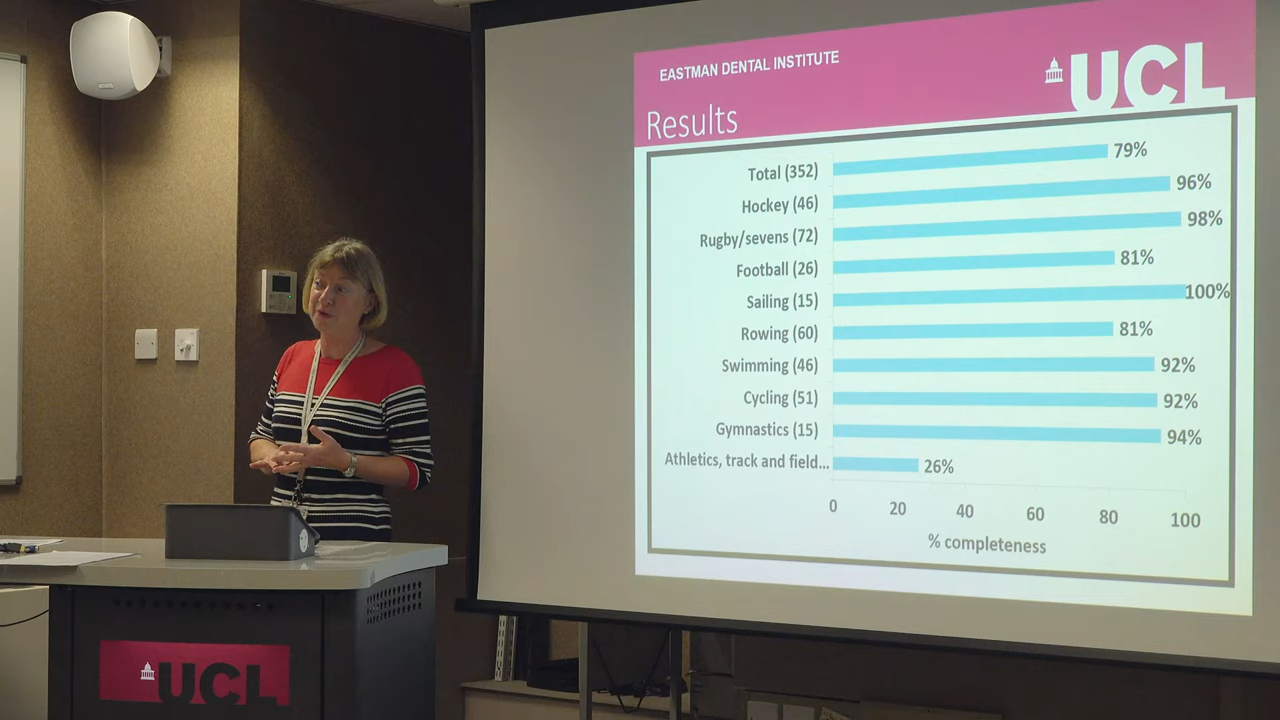 EASTMAN DENTAL INSTITUTE
UCL
Results
Total (352) 79%
Hockey (46) 96%
Rugby/sevens (72) 98%
Football (26) 81%
Sailing (15) 100%
Rowing (60) 81%
Swimming (46) 92%
Cycling (51) 92%
Gymnastics (15) 94%
Athletics, track and field... 26%
0 20 40 60 80 100
% completeness
UCL